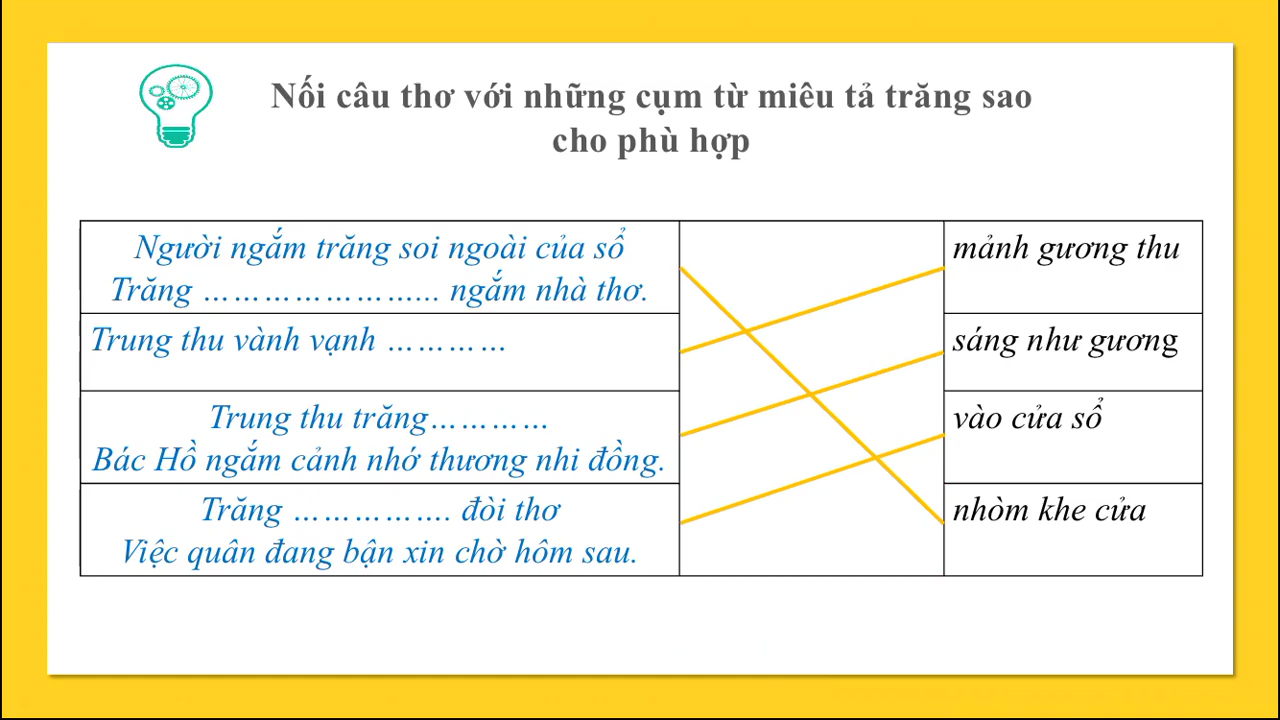 Nối câu thơ với những cụm từ miêu tả trăng sao
cho phù hợp
Người ngắm trăng soi ngoài của sổ
Trăng …………………... ngắm nhà thơ.
mảnh gương thu
Trung thu vành vạnh …………
sáng như gương
Trung thu trăng…………
Bác Hồ ngắm cảnh nhớ thương nhi đồng.
vào cửa sổ
Trăng ……………. đòi thơ
Việc quân đang bận xin chờ hôm sau.
nhòm khe cửa